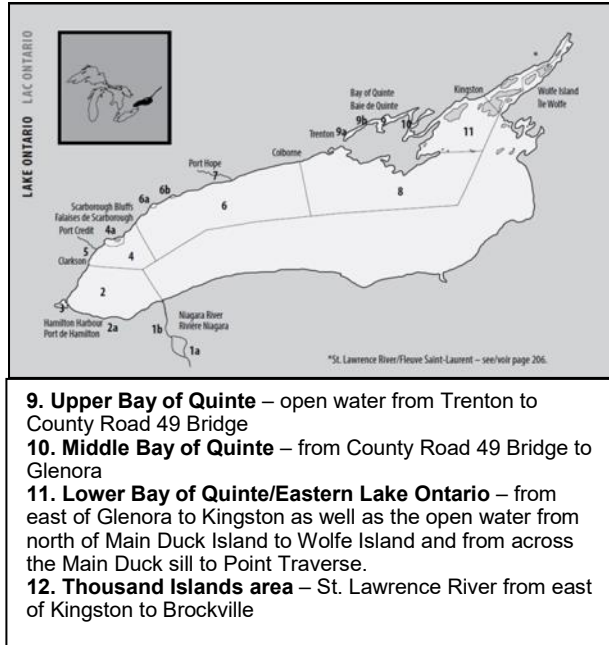 LAKE ONTARIO LAC ONTARIO
*
Kingston
Wolfe Island
Île Wolfe
Bay of Quinte
Baie de Quinte
9b 9 10
Trenton 9a
11
Colborne
Port Hope
7
8
6b
6a
6
Scarborough Bluffs
Falaises de Scarborough
4a
Port Credit
5
4
Clarkson
2
3
Hamilton Harbour
Port de Hamilton
2a
1b
Niagara River
Rivière Niagara
1a
*St. Lawrence River/Fleuve Saint-Laurent – see/voir page 206.
9. Upper Bay of Quinte – open water from Trenton to
County Road 49 Bridge
10. Middle Bay of Quinte – from County Road 49 Bridge to
Glenora
11. Lower Bay of Quinte/Eastern Lake Ontario – from
east of Glenora to Kingston as well as the open water from
north of Main Duck Island to Wolfe Island and from across
the Main Duck sill to Point Traverse.
12. Thousand Islands area – St. Lawrence River from east
of Kingston to Brockville